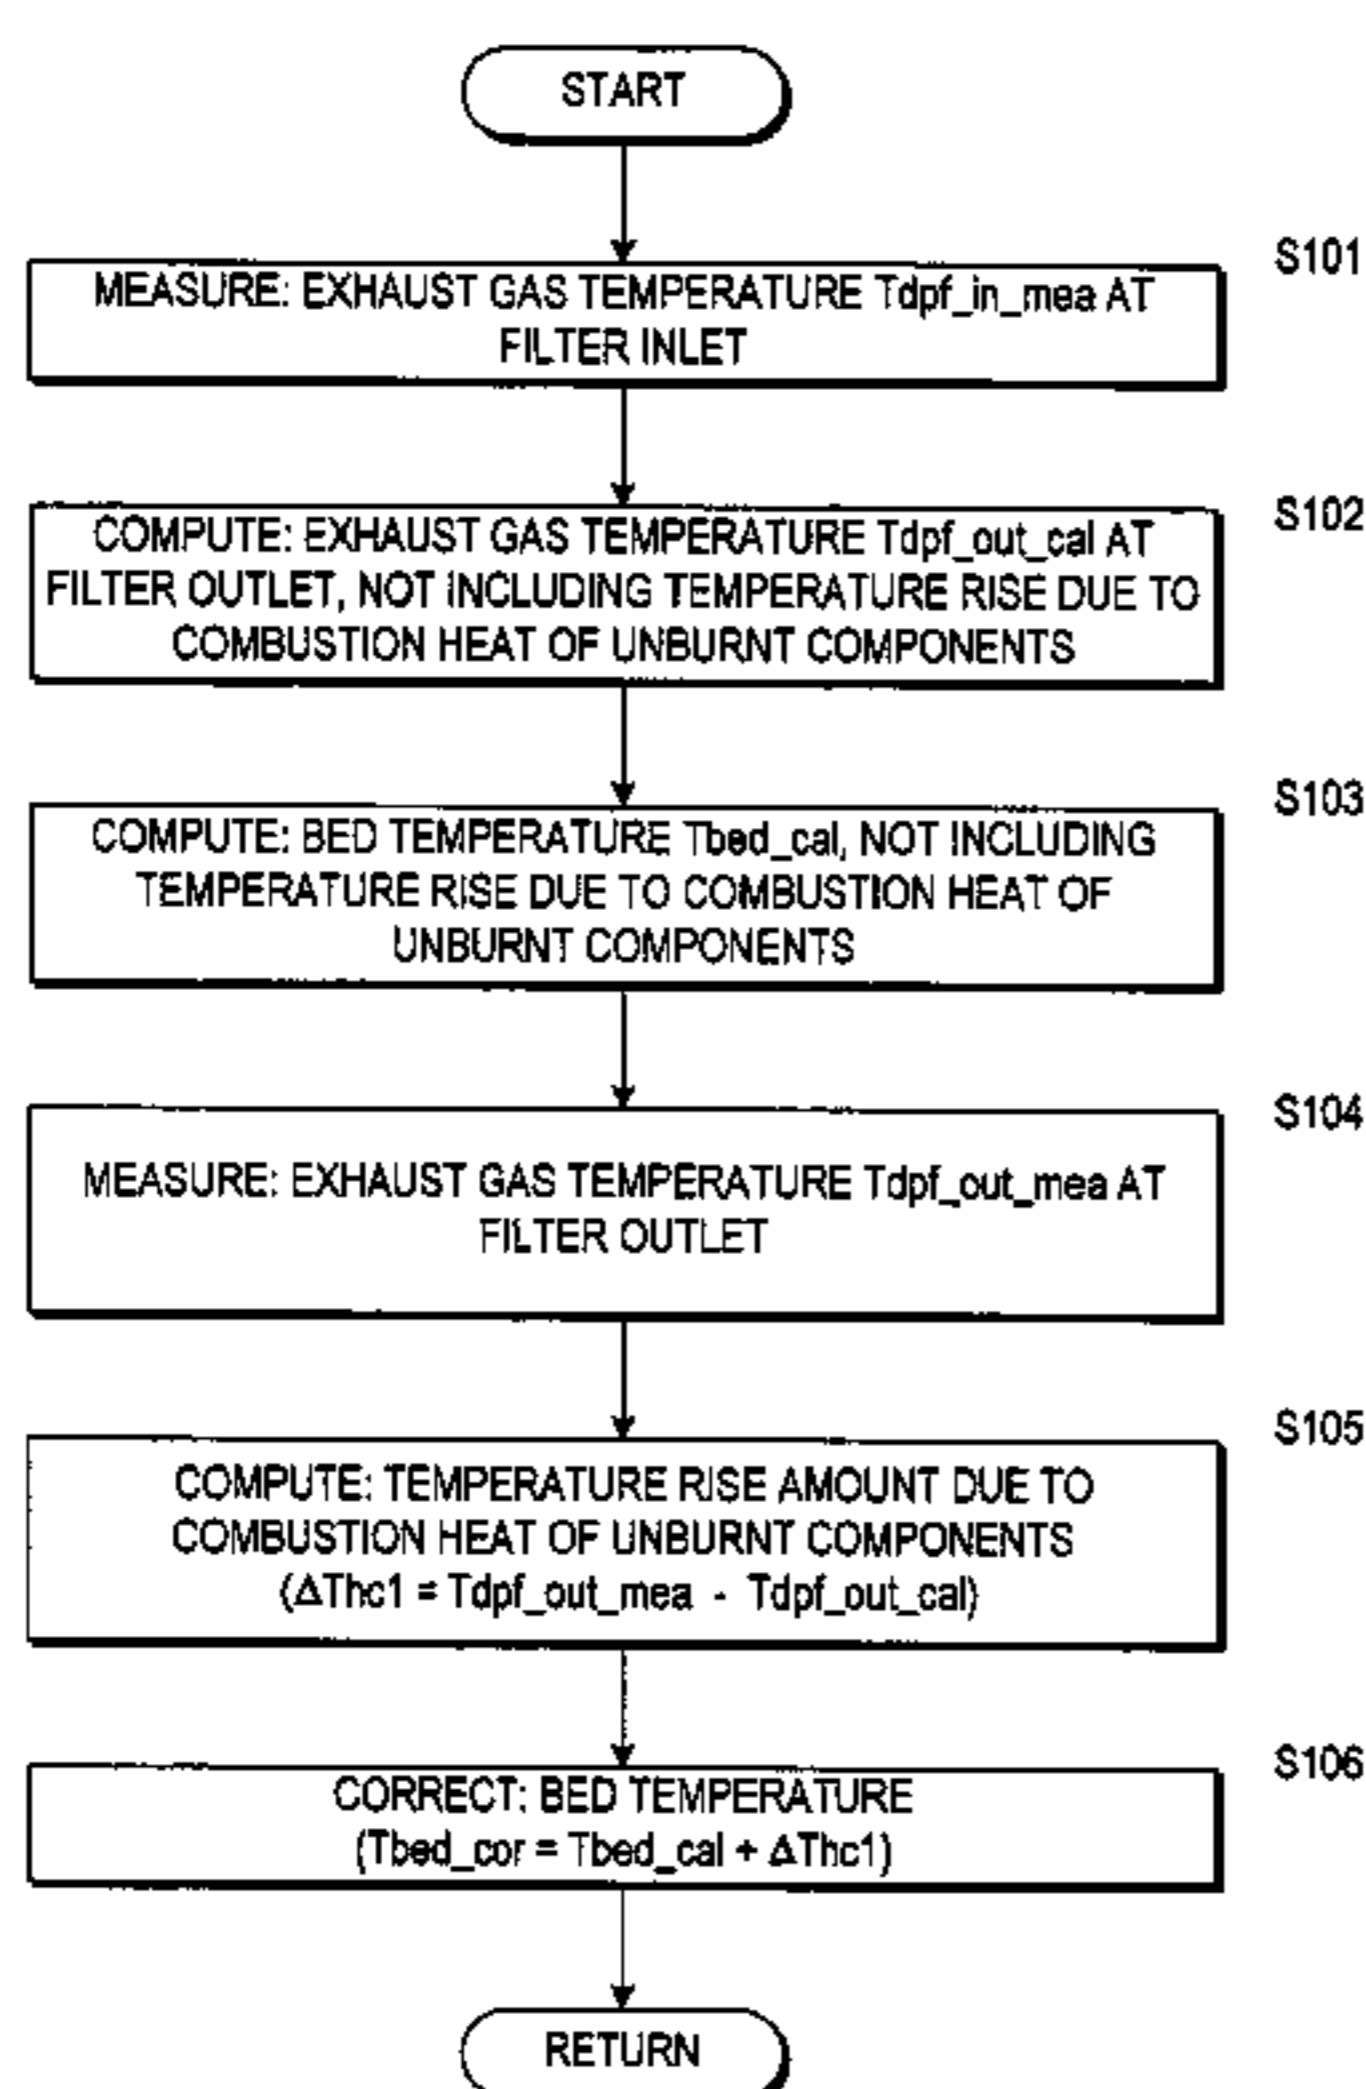 START
S101
MEASURE: EXHAUST GAS TEMPERATURE Tdpf_in_mea AT
FILTER INLET
S102
COMPUTE: EXHAUST GAS TEMPERATURE Tdpf_out_cal AT
FILTER OUTLET, NOT INCLUDING TEMPERATURE RISE DUE TO
COMBUSTION HEAT OF UNBURNT COMPONENTS
S103
COMPUTE: BED TEMPERATURE Tbed_cal, NOT INCLUDING
TEMPERATURE RISE DUE TO COMBUSTION HEAT OF
UNBURNT COMPONENTS
S104
MEASURE: EXHAUST GAS TEMPERATURE Tdpf_out_mea AT
FILTER OUTLET
S105
COMPUTE: TEMPERATURE RISE AMOUNT DUE TO
COMBUSTION HEAT OF UNBURNT COMPONENTS
(ΔThc1 = Tdpf_out_mea - Tdpf_out_cal)
S106
CORRECT: BED TEMPERATURE
(Tbed_cor = Tbed_cal + ΔThc1)
RETURN